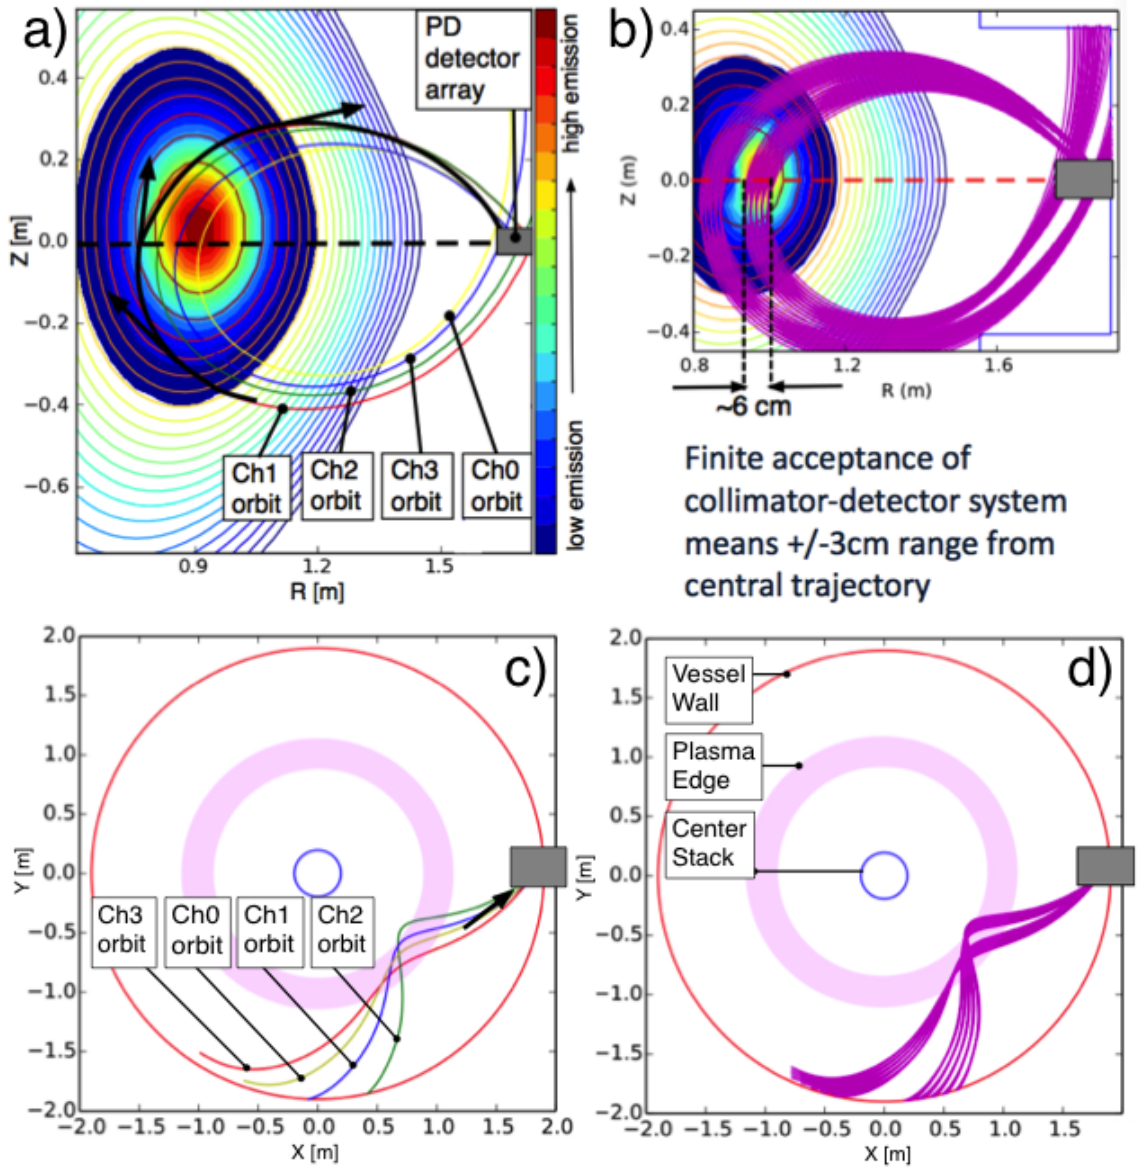 a)
PD
detector
array
high emission
low emission
Z [m]
0.4
0.2
0.0
−0.2
−0.4
−0.6
0.9
1.2
1.5
R [m]
Ch1
orbit
Ch2
orbit
Ch3
orbit
Ch0
orbit
b)
Z (m)
0.4
0.2
0.0
−0.2
−0.4
0.8
1.2
1.6
R (m)
~6 cm
Finite acceptance of
collimator-detector system
means +/-3cm range from
central trajectory
c)
Y [m]
2.0
1.5
1.0
0.5
0.0
−0.5
−1.0
−1.5
−2.0
Ch3
orbit
Ch0
orbit
Ch1
orbit
Ch2
orbit
−2.0 −1.5 −1.0 −0.5 0.0 0.5 1.0 1.5 2.0
X [m]
d)
Y [m]
2.0
1.5
1.0
0.5
0.0
−0.5
−1.0
−1.5
−2.0
Vessel
Wall
Plasma
Edge
Center
Stack
−2.0 −1.5 −1.0 −0.5 0.0 0.5 1.0 1.5 2.0
X [m]